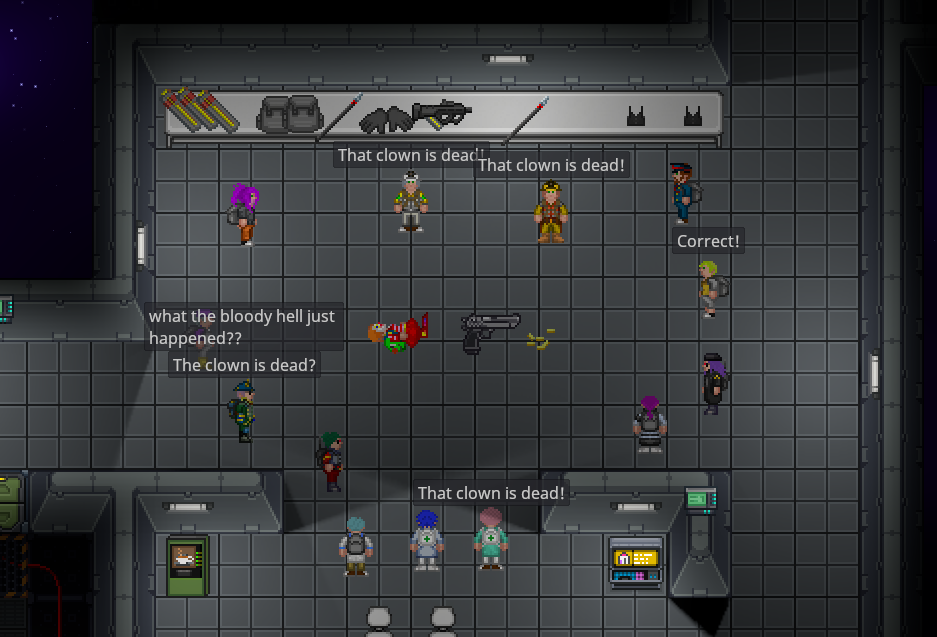 That clown is dead!
That clown is dead!
Correct!
what the bloody hell just
happened??
The clown is dead?
That clown is dead!